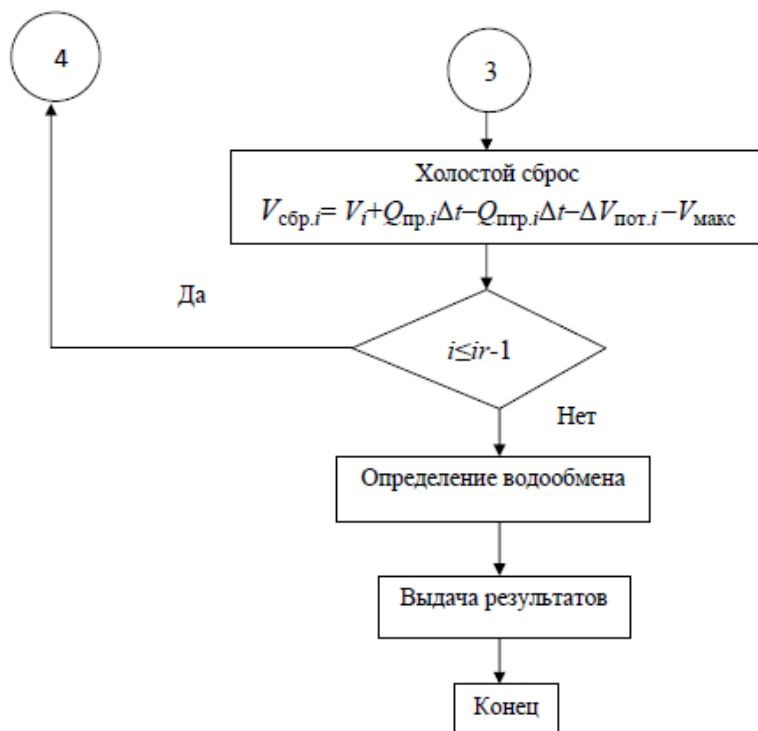 4
3
Холостой сброс
Vсбр.i= Vi+Qпр.iΔt–Qптр.iΔt–ΔVпот.i–Vмакс
Да
i≤ir-1
Нет
Определение водообмена
Выдача результатов
Конец